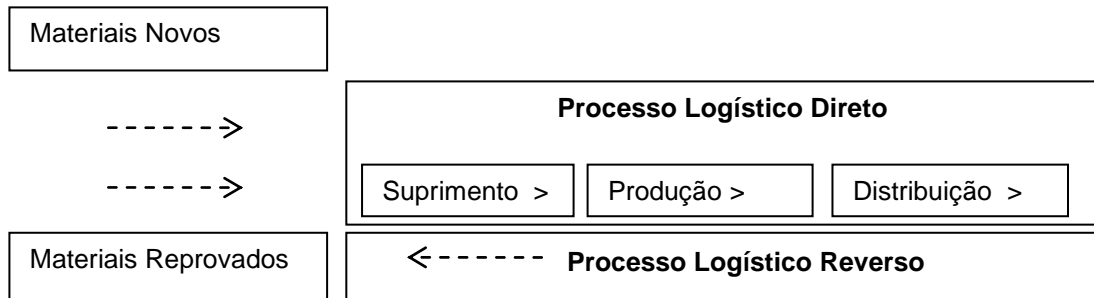 Materiais Novos
Processo Logístico Direto
Suprimento >
Produção >
Distribuição >
Materiais Reprovados
Processo Logístico Reverso